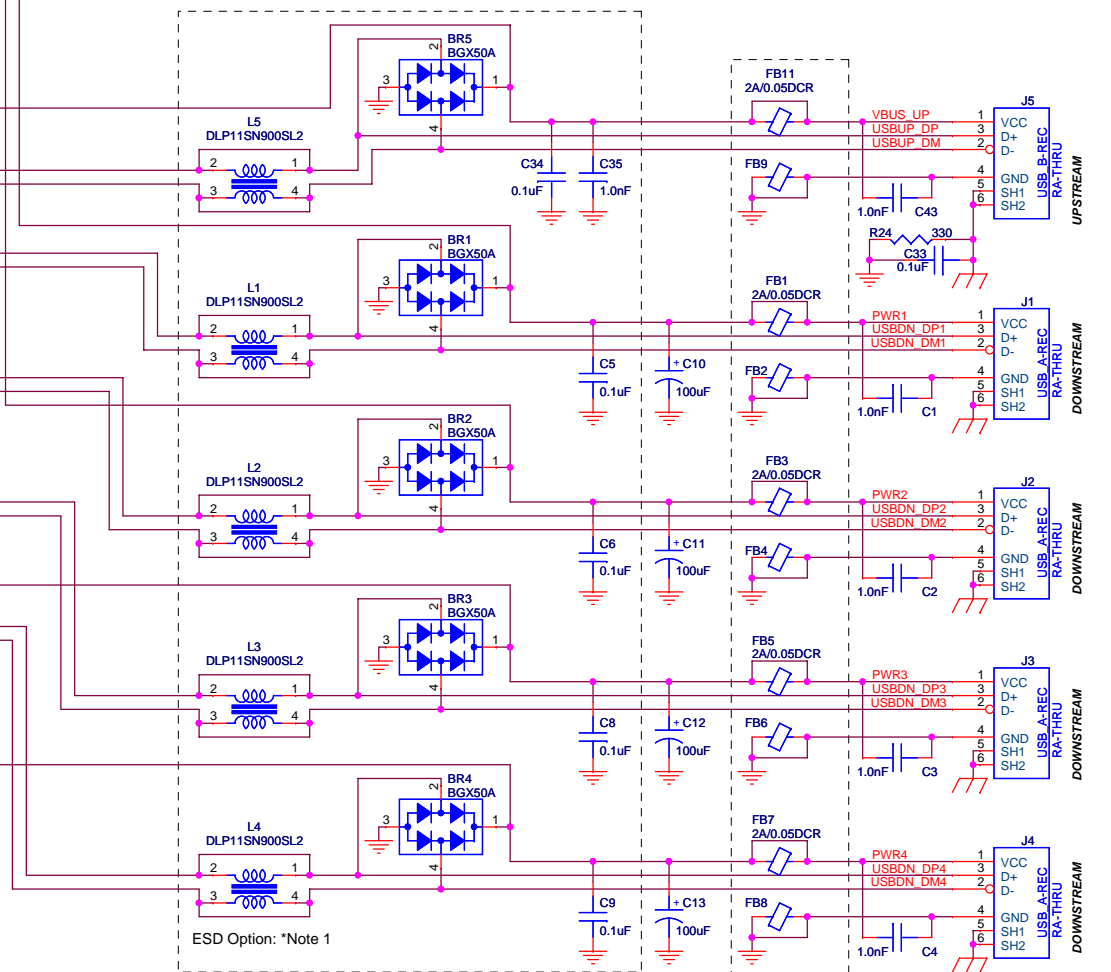 BR5
BGX50A
2
3
1
4
L5
DLP11SN900SL2
2
1
3
4
C34
0.1uF
C35
1.0nF
FB11
2A/0.05DCR
FB9
VBUS_UP
USBUP_DP
USBUP_DM
1.0nF
C43
R24
330
C33
0.1uF
J5
1
3
2
4
5
6
VCC
D+
D-
GND
SH1
SH2
USB_B-REC
RA-THRU
UPSTREAM
BR1
BGX50A
2
3
1
4
L1
DLP11SN900SL2
2
1
3
4
C5
0.1uF
+
C10
100uF
FB1
2A/0.05DCR
FB2
PWR1
USBDN_DP1
USBDN_DM1
1.0nF
C1
J1
1
3
2
4
5
6
VCC
D+
D-
GND
SH1
SH2
USB_A-REC
RA-THRU
DOWNSTREAM
BR2
BGX50A
2
3
1
4
L2
DLP11SN900SL2
2
1
3
4
C6
0.1uF
+
C11
100uF
FB3
2A/0.05DCR
FB4
PWR2
USBDN_DP2
USBDN_DM2
1.0nF
C2
J2
1
3
2
4
5
6
VCC
D+
D-
GND
SH1
SH2
USB_A-REC
RA-THRU
DOWNSTREAM
BR3
BGX50A
2
3
1
4
L3
DLP11SN900SL2
2
1
3
4
C8
0.1uF
+
C12
100uF
FB5
2A/0.05DCR
FB6
PWR3
USBDN_DP3
USBDN_DM3
1.0nF
C3
J3
1
3
2
4
5
6
VCC
D+
D-
GND
SH1
SH2
USB_A-REC
RA-THRU
DOWNSTREAM
BR4
BGX50A
2
3
1
4
L4
DLP11SN900SL2
2
1
3
4
C9
0.1uF
+
C13
100uF
FB7
2A/0.05DCR
FB8
PWR4
USBDN_DP4
USBDN_DM4
1.0nF
C4
J4
1
3
2
4
5
6
VCC
D+
D-
GND
SH1
SH2
USB_A-REC
RA-THRU
DOWNSTREAM
ESD Option: *Note 1